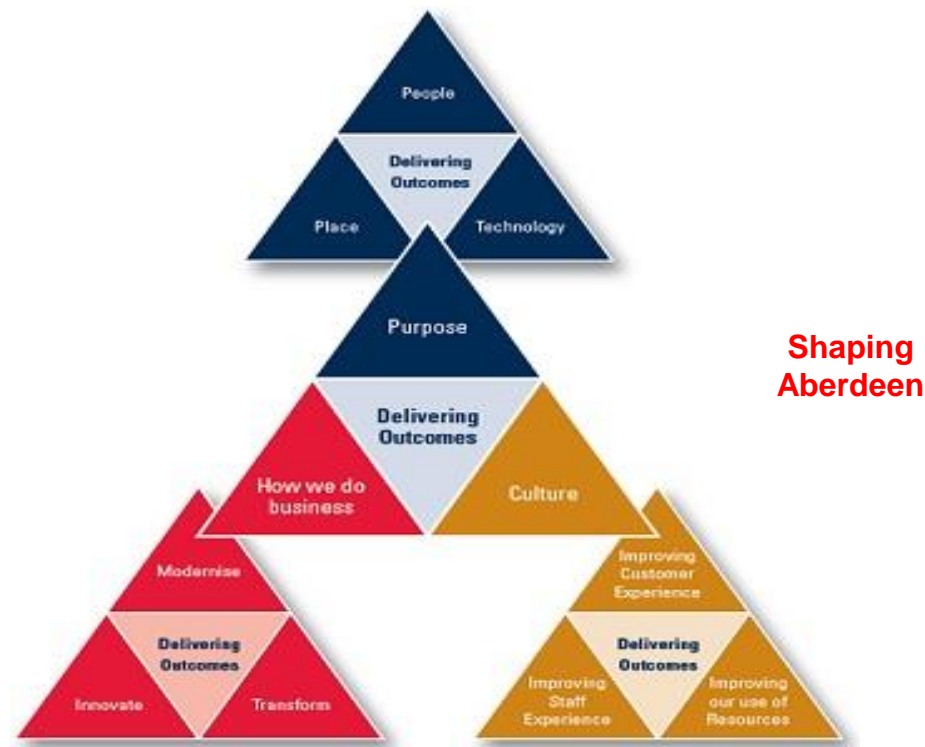 People
Delivering
Outcomes
Place
Technology
Purpose
Shaping
Aberdeen
Delivering
Outcomes
How we do
business
Culture
Modernise
Delivering
Outcomes
Innovate
Transform
Improving
Customer
Experience
Delivering
Outcomes
Improving
Staff
Experience
Improving
our use of
Resources